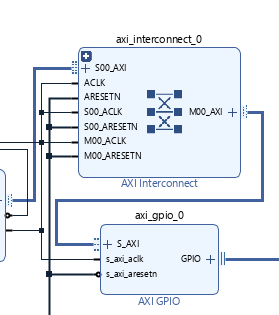 axi_interconnect_0
S00_AXI
ACLK
ARESETN
S00_ACLK
M00_AXI
S00_ARESETN
M00_ACLK
M00_ARESETN
AXI Interconnect
axi_gpio_0
S_AXI
s_axi_aclk
GPIO
s_axi_aresetn
AXI GPIO